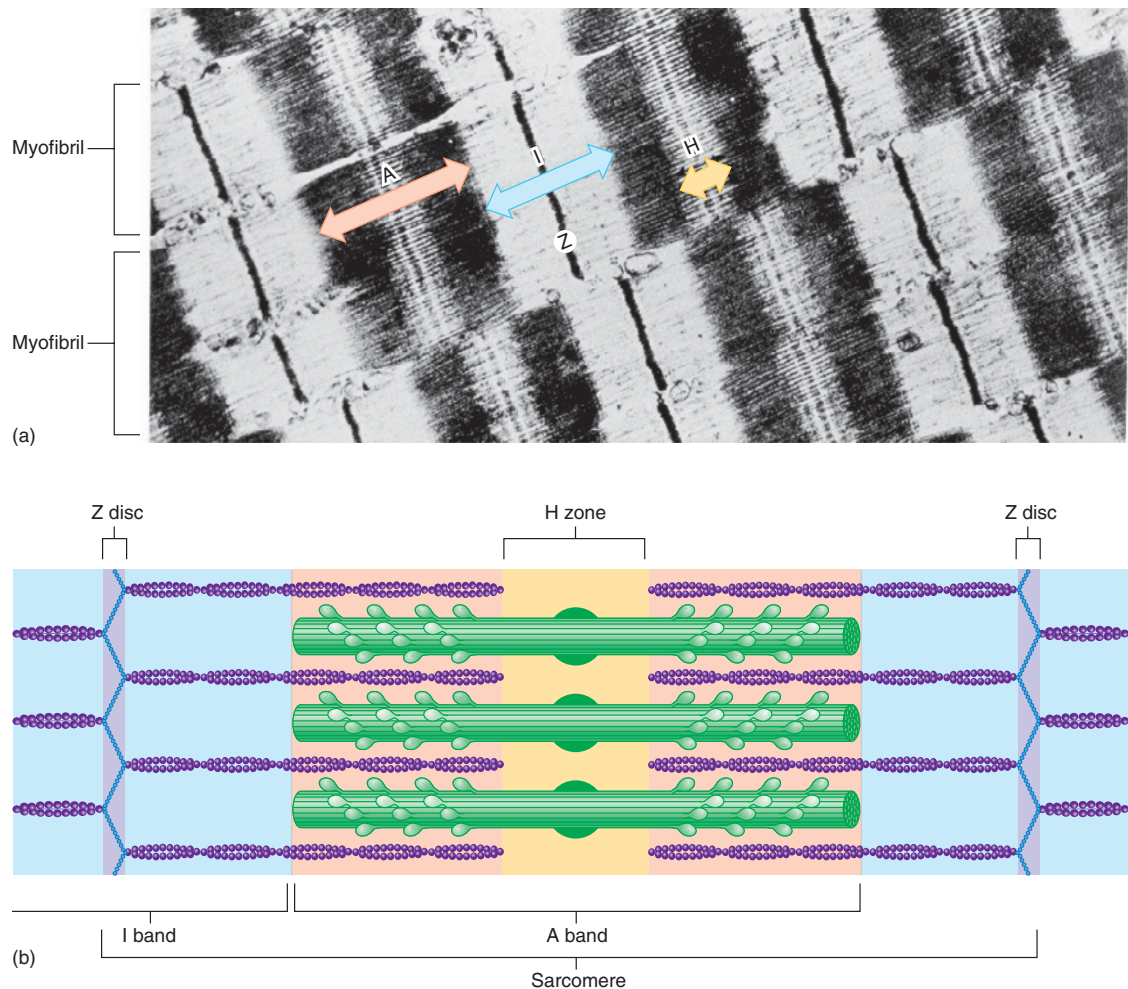 Myofibril
A
I
H
Z
Myofibril
(a)
Z disc
H zone
Z disc
I band
A band
(b)
Sarcomere